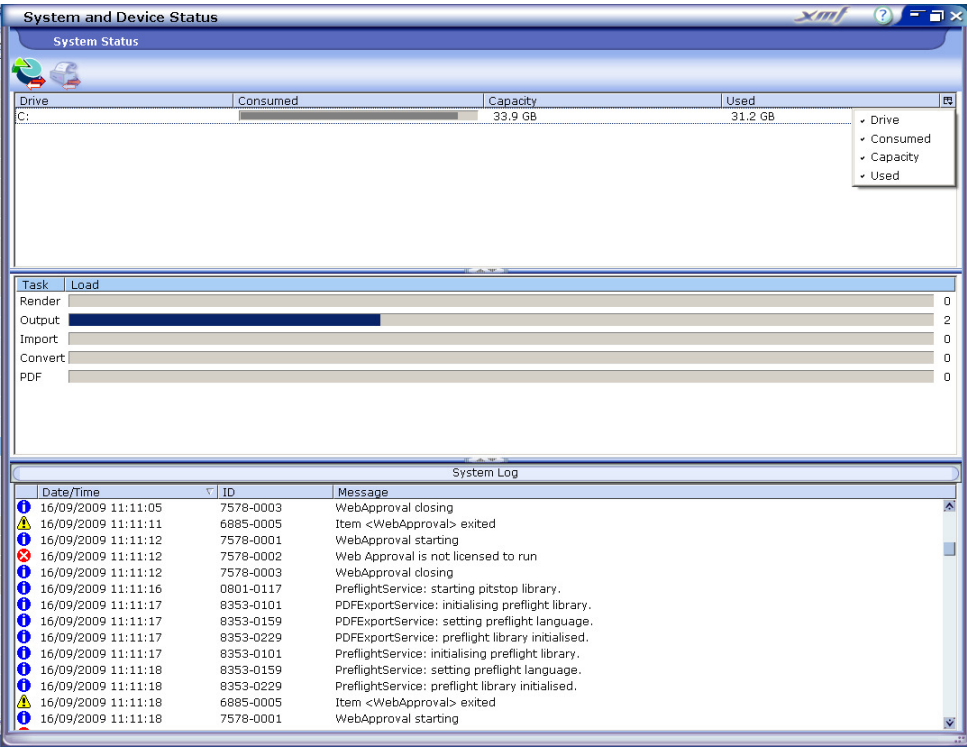 System and Device Status xmf ?
System Status
Drive Consumed Capacity Used
C: 33.9 GB 31.2 GB
Drive
Consumed
Capacity
Used
Task Load
Render 0
Output 2
Import 0
Convert 0
PDF 0
System Log
Date/Time ID Message
16/09/2009 11:11:05 7578-0003 WebApproval closing
16/09/2009 11:11:11 6885-0005 Item <WebApproval> exited
16/09/2009 11:11:12 7578-0001 WebApproval starting
16/09/2009 11:11:12 7578-0002 Web Approval is not licensed to run
16/09/2009 11:11:12 7578-0003 WebApproval closing
16/09/2009 11:11:16 0801-0117 PreflightService: starting pitstop library.
16/09/2009 11:11:17 8353-0101 PDFExportService: initialising preflight library.
16/09/2009 11:11:17 8353-0159 PDFExportService: setting preflight language.
16/09/2009 11:11:17 8353-0229 PDFExportService: preflight library initialised.
16/09/2009 11:11:17 8353-0101 PreflightService: initialising preflight library.
16/09/2009 11:11:18 8353-0159 PreflightService: setting preflight language.
16/09/2009 11:11:18 8353-0229 PreflightService: preflight library initialised.
16/09/2009 11:11:18 6885-0005 Item <WebApproval> exited
16/09/2009 11:11:18 7578-0001 WebApproval starting